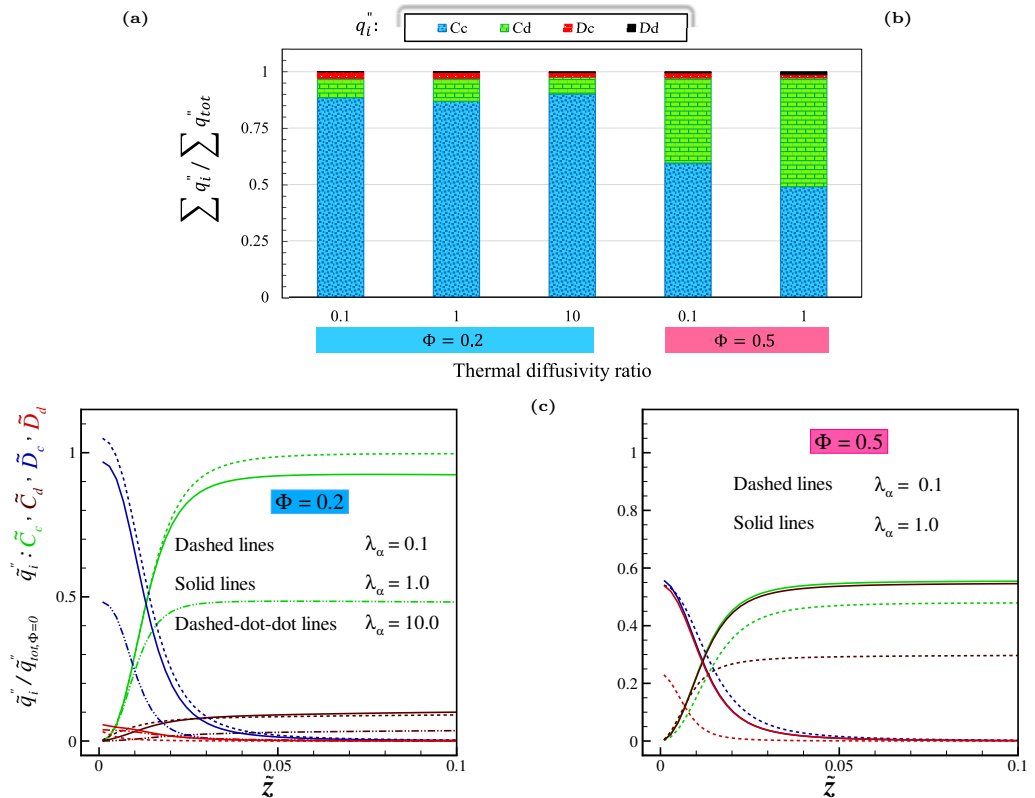 (a)
q_i'': Cc Cd Dc Dd
(b)
∑ q_i'' / ∑ q_tot''
1
0.75
0.5
0.25
0
0.1 1 10 0.1 1
Φ = 0.2 Φ = 0.5
Thermal diffusivity ratio
(c)
q̃_i'' / q̃''_tot,Φ=0 q̃_i'' : C̃_c , C̃_d , D̃_c , D̃_d
1
0.5
0
Φ = 0.2
Dashed lines λ_α = 0.1
Solid lines λ_α = 1.0
Dashed-dot-dot lines λ_α = 10.0
0 0.05 0.1
z̃
1
0.8
0.6
0.4
0.2
0
Φ = 0.5
Dashed lines λ_α = 0.1
Solid lines λ_α = 1.0
0 0.05 0.1
z̃